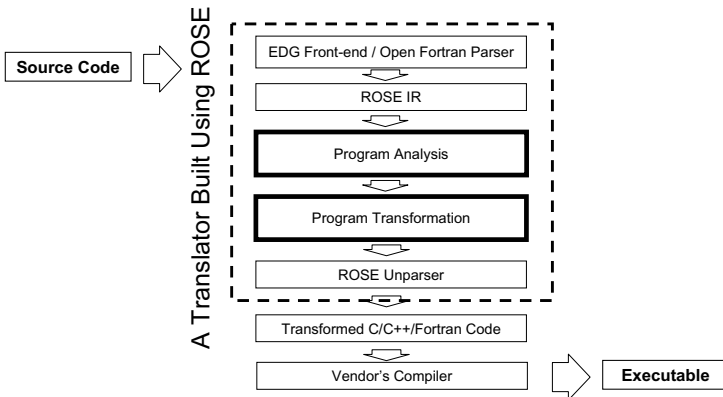 Source Code
A Translator Built Using ROSE
EDG Front-end / Open Fortran Parser
ROSE IR
Program Analysis
Program Transformation
ROSE Unparser
Transformed C/C++/Fortran Code
Vendor's Compiler
Executable